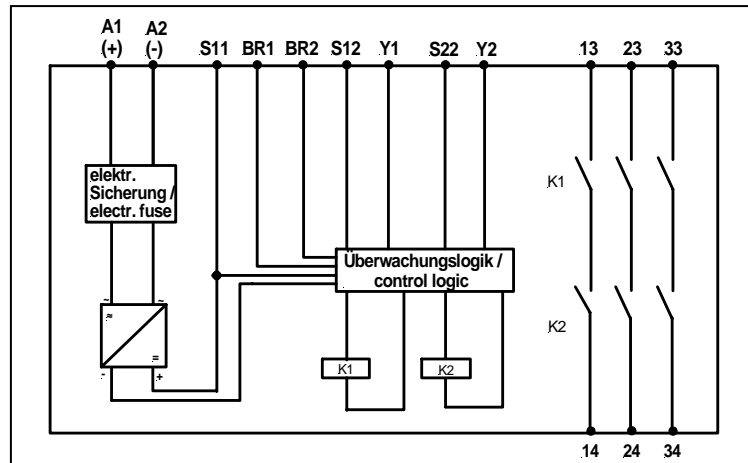 A1 A2
(+) (-) S11 BR1 BR2 S12 Y1 S22 Y2 13 23 33
elektr.
Sicherung /
electr. fuse
K1
Überwachungslogik /
control logic
~ ~
≈
=
- +
K1 K2
K2
14 24 34